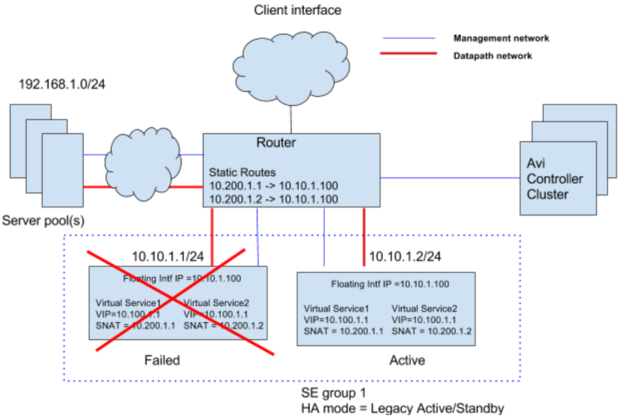 Client interface
Management network
Datapath network
192.168.1.0/24
Router
Static Routes
10.200.1.1 -> 10.10.1.100
10.200.1.2 -> 10.10.1.100
Avi
Controller
Cluster
Server pool(s)
10.10.1.1/24
10.10.1.2/24
Floating Intf IP =10.10.1.100
Virtual Service1 Virtual Service2
VIP=10.100.1.1 VIP=10.100.1.1
SNAT = 10.200.1.1 SNAT = 10.200.1.2
Floating Intf IP =10.10.1.100
Virtual Service1 Virtual Service2
VIP=10.100.1.1 VIP=10.100.1.1
SNAT = 10.200.1.1 SNAT = 10.200.1.2
Failed
Active
SE group 1
HA mode = Legacy Active/Standby